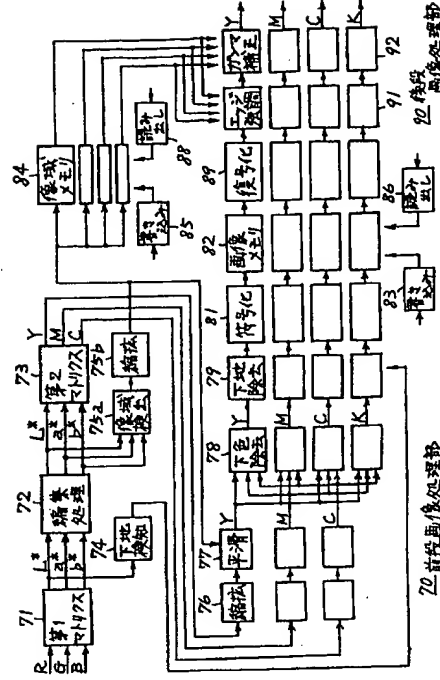 R
G
B
71
第1
マトリクス
L*
a*
b*
72
編集
処理
L*
a*
b*
73
第2
マトリクス
Y
M
C
74
下地
検知
75a
像域
検出
75b
縮拡
84
像域
メモリ
85
書き
込み
88
読み
出し
76
縮拡
77
平滑
Y
M
C
78
下色
除去
Y
M
C
K
79
下地
除去
81
符号化
82
画像
メモリ
89
復号化
エッジ
強調
ガンマ
補正
Y
M
C
K
91
92
83
書き
込み
86
読み
出し
70 前段画像処理部
90 後段
画像処理部